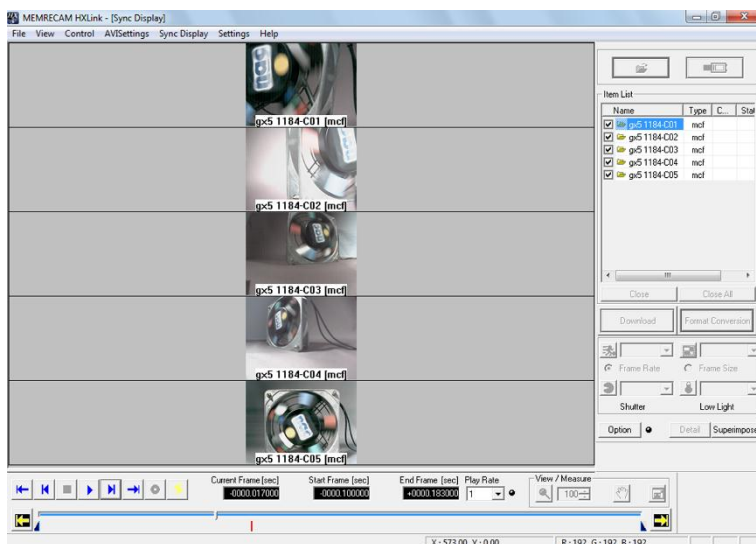 MEMRECAM HXLink - [Sync Display]
File View Control AVISettings Sync Display Settings Help
gx5 1184-C01 [mcf]
gx5 1184-C02 [mcf]
gx5 1184-C03 [mcf]
gx5 1184-C04 [mcf]
gx5 1184-C05 [mcf]
Item List
Name Type C... Stat
gx5 1184-C01 mcf
gx5 1184-C02 mcf
gx5 1184-C03 mcf
gx5 1184-C04 mcf
gx5 1184-C05 mcf
Close Close All
Download Format Conversion
Frame Rate Frame Size
Shutter Low Light
Option Detail Superimpose
Current Frame [sec] Start Frame [sec] End Frame [sec] Play Rate View / Measure
-0000.017000 -0000.100000 +0000.183000 1 100
X : 573.00, Y : 0.00 R : 192, G : 192, B : 192